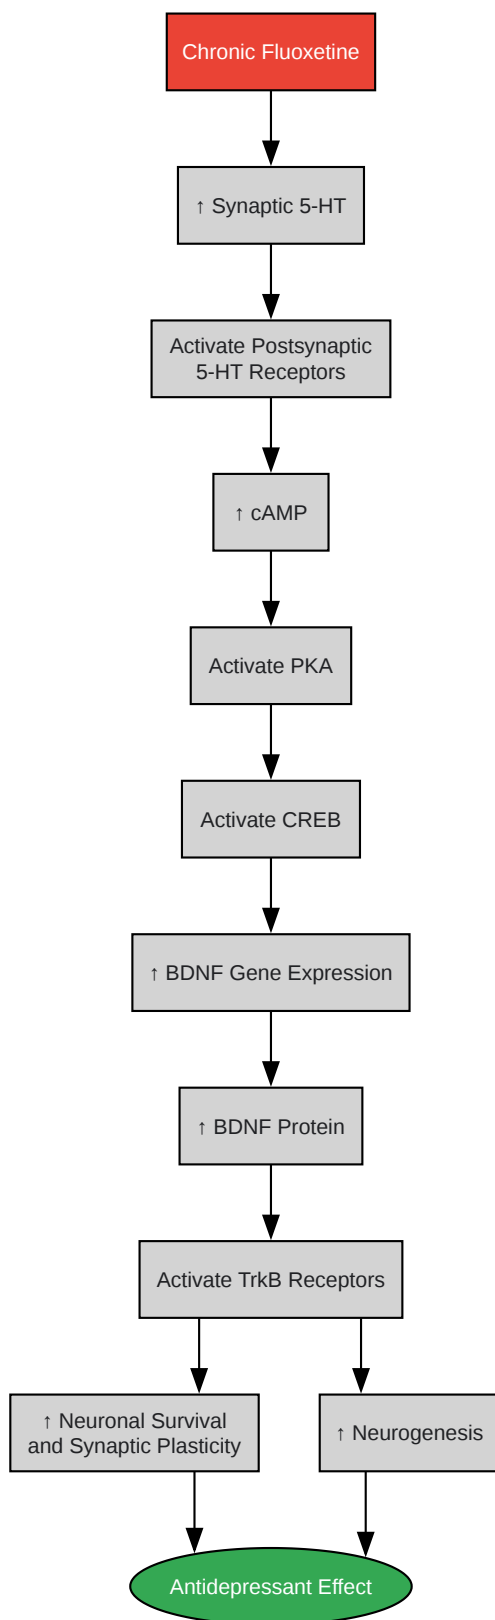 Chronic Fluoxetine
↑ Synaptic 5-HT
Activate Postsynaptic
5-HT Receptors
↑ cAMP
Activate PKA
Activate CREB
↑ BDNF Gene Expression
↑ BDNF Protein
Activate TrkB Receptors
↑ Neuronal Survival
and Synaptic Plasticity
↑ Neurogenesis
Antidepressant Effect